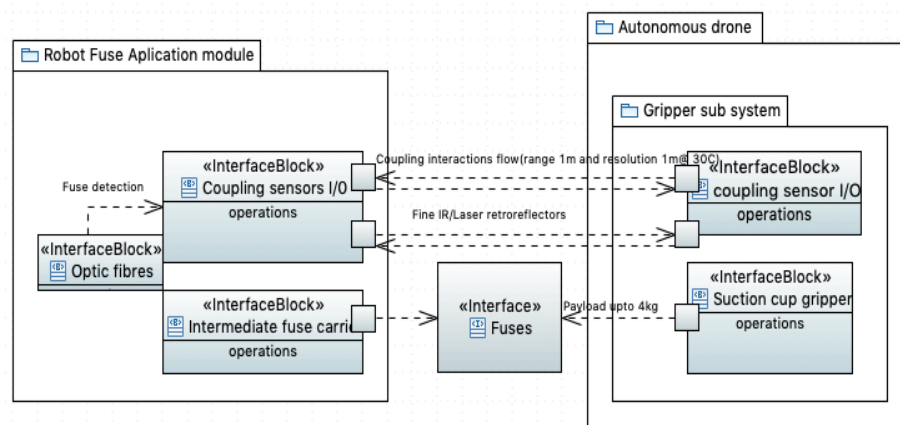 Autonomous drone
Robot Fuse Aplication module
Gripper sub system
Coupling interactions flow(range 1m and resolution 1m@ 30C)
«InterfaceBlock»
Coupling sensors I/O
operations
Fuse detection
«InterfaceBlock»
Optic fibres
Fine IR/Laser retroreflectors
«InterfaceBlock»
coupling sensor I/O
operations
«InterfaceBlock»
Intermediate fuse carrie
operations
«Interface»
Fuses
Payload upto 4kg
«InterfaceBlock»
Suction cup gripper
operations